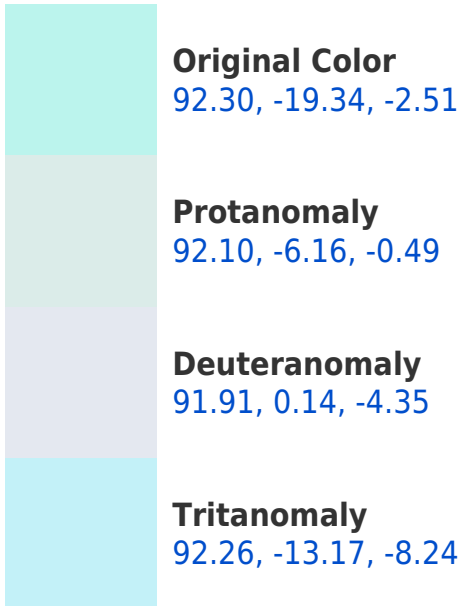 Original Color
92.30, -19.34, -2.51
Protanomaly
92.10, -6.16, -0.49
Deuteranomaly
91.91, 0.14, -4.35
Tritanomaly
92.26, -13.17, -8.24